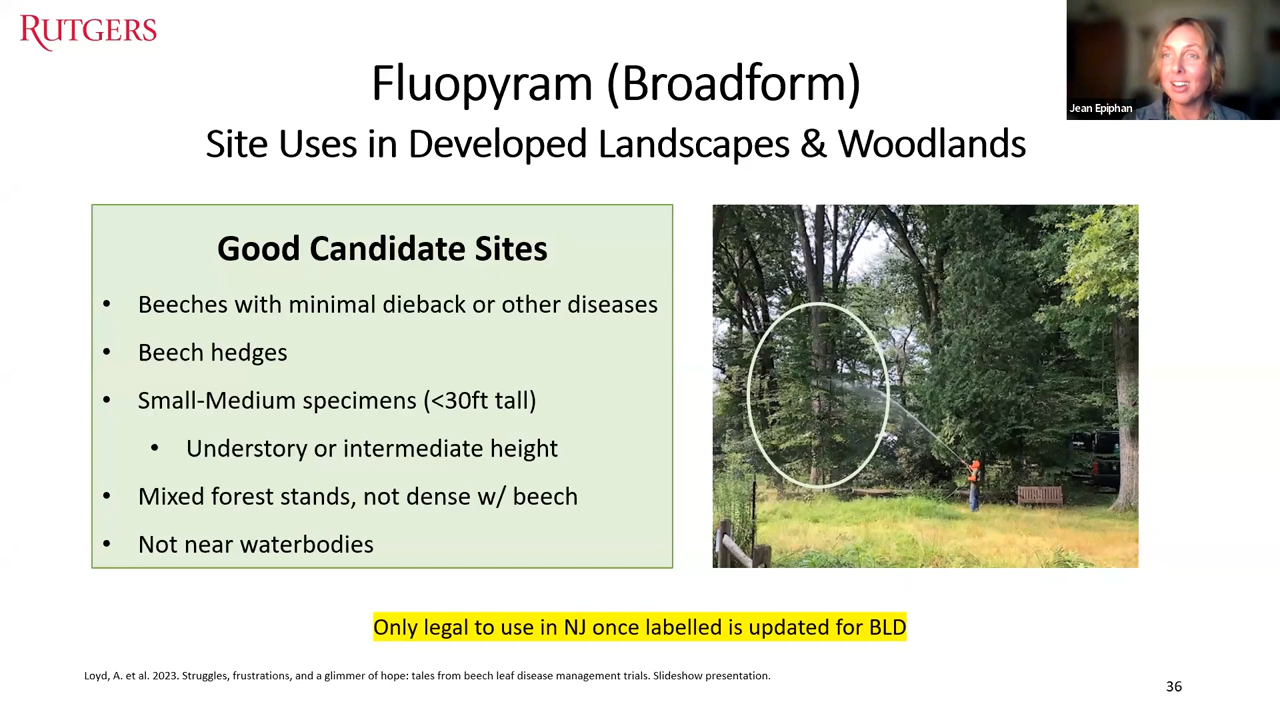 RUTGERS
Jean Epiphan
Fluopyram (Broadform)
Site Uses in Developed Landscapes & Woodlands
Good Candidate Sites
• Beeches with minimal dieback or other diseases
• Beech hedges
• Small-Medium specimens (<30ft tall)
• Understory or intermediate height
• Mixed forest stands, not dense w/ beech
• Not near waterbodies
Only legal to use in NJ once labelled is updated for BLD
Loyd, A. et al. 2023. Struggles, frustrations, and a glimmer of hope: tales from beech leaf disease management trials. Slideshow presentation.
36